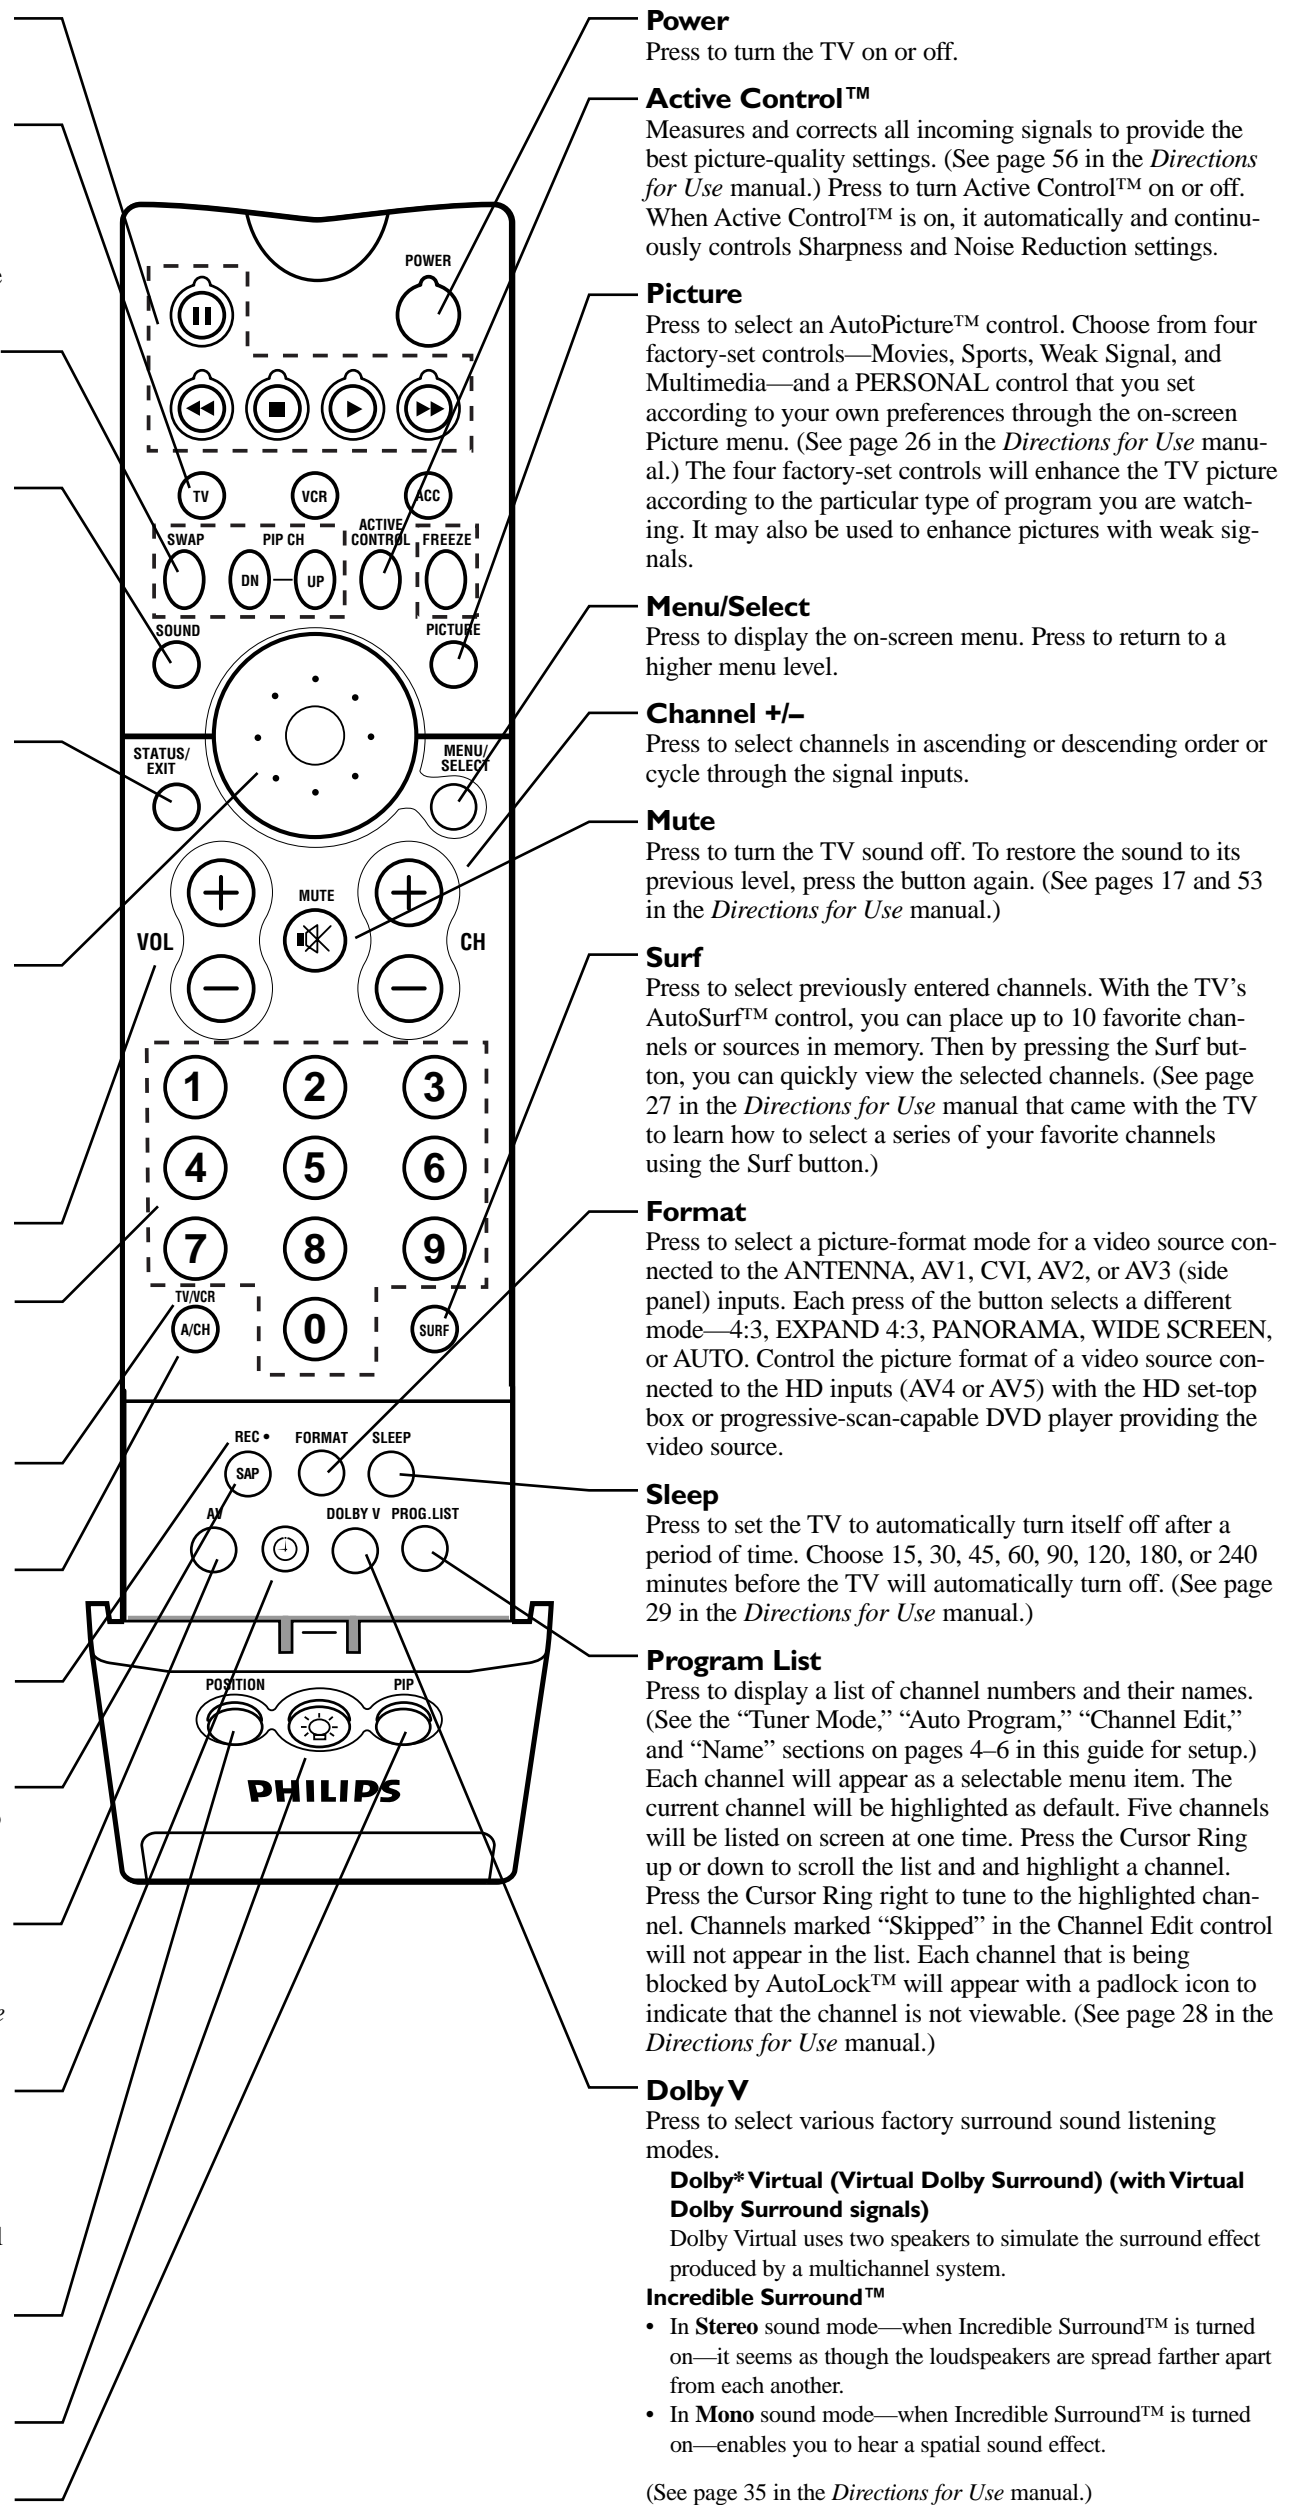 Power
Press to turn the TV on or off.
Active Control™
Measures and corrects all incoming signals to provide the
best picture-quality settings. (See page 56 in the Directions
for Use manual.) Press to turn Active Control™ on or off.
When Active Control™ is on, it automatically and continu-
ously controls Sharpness and Noise Reduction settings.
Picture
Press to select an AutoPicture™ control. Choose from four
factory-set controls—Movies, Sports, Weak Signal, and
Multimedia—and a PERSONAL control that you set
according to your own preferences through the on-screen
Picture menu. (See page 26 in the Directions for Use manu-
al.) The four factory-set controls will enhance the TV picture
according to the particular type of program you are watch-
ing. It may also be used to enhance pictures with weak sig-
nals.
Menu/Select
Press to display the on-screen menu. Press to return to a
higher menu level.
Channel +/–
Press to select channels in ascending or descending order or
cycle through the signal inputs.
Mute
Press to turn the TV sound off. To restore the sound to its
previous level, press the button again. (See pages 17 and 53
in the Directions for Use manual.)
Surf
Press to select previously entered channels. With the TV's
AutoSurf™ control, you can place up to 10 favorite chan-
nels or sources in memory. Then by pressing the Surf but-
ton, you can quickly view the selected channels. (See page
27 in the Directions for Use manual that came with the TV
to learn how to select a series of your favorite channels
using the Surf button.)
Format
Press to select a picture-format mode for a video source con-
nected to the ANTENNA, AV1, CVI, AV2, or AV3 (side
panel) inputs. Each press of the button selects a different
mode—4:3, EXPAND 4:3, PANORAMA, WIDE SCREEN,
or AUTO. Control the picture format of a video source con-
nected to the HD inputs (AV4 or AV5) with the HD set-top
box or progressive-scan-capable DVD player providing the
video source.
Sleep
Press to set the TV to automatically turn itself off after a
period of time. Choose 15, 30, 45, 60, 90, 120, 180, or 240
minutes before the TV will automatically turn off. (See page
29 in the Directions for Use manual.)
Program List
Press to display a list of channel numbers and their names.
(See the “Tuner Mode,” “Auto Program,” “Channel Edit,”
and “Name” sections on pages 4–6 in this guide for setup.)
Each channel will appear as a selectable menu item. The
current channel will be highlighted as default. Five channels
will be listed on screen at one time. Press the Cursor Ring
up or down to scroll the list and and highlight a channel.
Press the Cursor Ring right to tune to the highlighted chan-
nel. Channels marked “Skipped” in the Channel Edit control
will not appear in the list. Each channel that is being
blocked by AutoLock™ will appear with a padlock icon to
indicate that the channel is not viewable. (See page 28 in the
Directions for Use manual.)
Dolby V
Press to select various factory surround sound listening
modes.
Dolby* Virtual (Virtual Dolby Surround) (with Virtual
Dolby Surround signals)
Dolby Virtual uses two speakers to simulate the surround effect
produced by a multichannel system.
Incredible Surround™
• In Stereo sound mode—when Incredible Surround™ is turned
on—it seems as though the loudspeakers are spread farther apart
from each another.
• In Mono sound mode—when Incredible Surround™ is turned
on—enables you to hear a spatial sound effect.
(See page 35 in the Directions for Use manual.)
POWER
TV VCR ACC
SWAP PIP CH ACTIVE CONTROL FREEZE
DN UP
SOUND PICTURE
STATUS/
EXIT
MENU/
SELECT
MUTE
VOL CH
1 2 3
4 5 6
7 8 9
TV/VCR
A/CH 0 SURF
REC • FORMAT SLEEP
SAP
AV DOLBY V PROG.LIST
POSITION PIP
PHILIPS